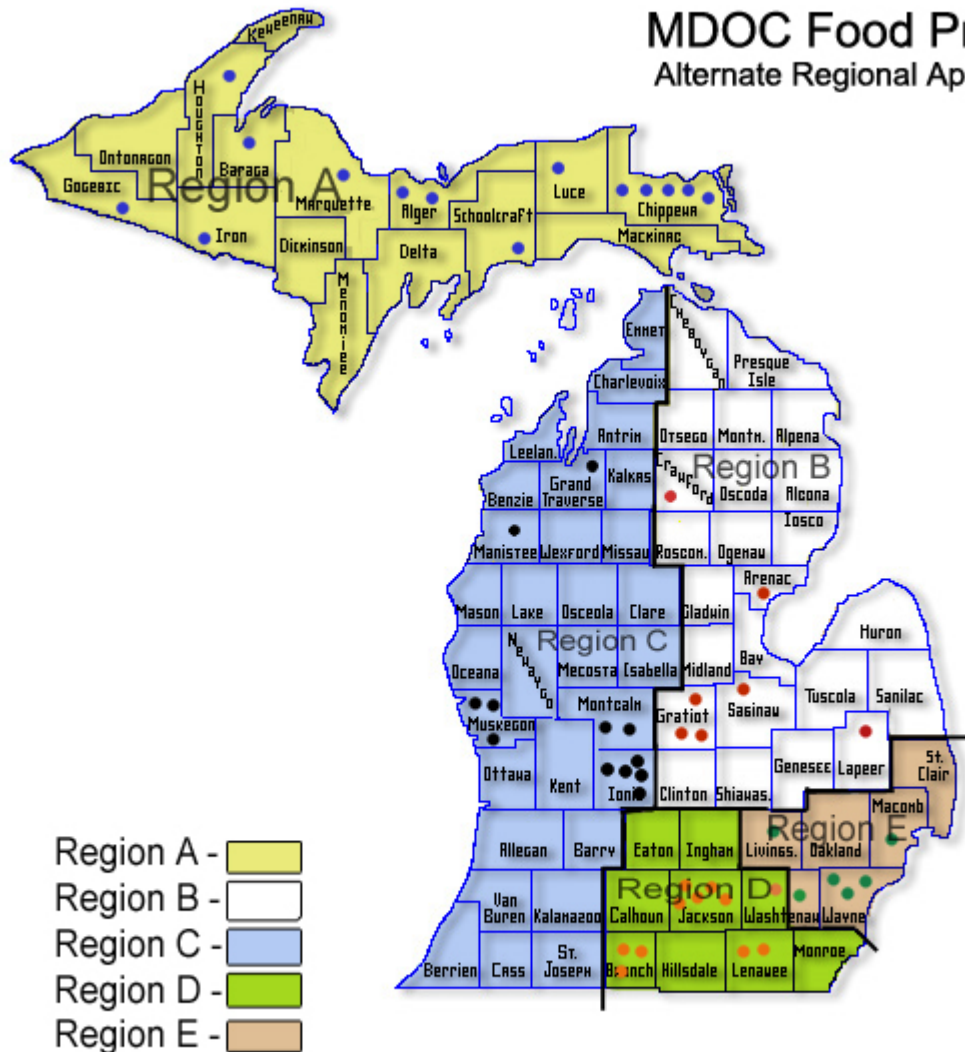 MDOC Food Pr
Alternate Regional Ap
Keweenaw
Houghton
Ontonagon
Baraga
Gogebic
Region A
Marquette
Alger
Luce
Chippewa
Schoolcraft
Iron
Dickinson
Delta
Mackinac
Menomiee
Emmet
Cheboygan
Presque
Isle
Charlevoix
Antrim
Otsego
Montm.
Alpena
Leelan.
Region B
Grand
Traverse
Kalkas
Crawford
Benzie
Oscoda
Alcona
Iosco
Manistee
Wexford
Missau
Roscom.
Ogemaw
Arenac
Mason
Lake
Osceola
Clare
Gladwin
Huron
Region C
Newaygo
Oceana
Mecosta
Isabella
Midland
Bay
Tuscola
Sanilac
Montcalm
Muskegon
Gratiot
Saginaw
Ottawa
Kent
Ioni
Clinton
Shiawas.
Genesee
Lapeer
St.
Clair
Macomb
Region E
Allegan
Barry
Eaton
Ingham
Livings.
Oakland
Region D
Van
Buren
Kalamazoo
Calhoun
Jackson
Washtenaw
Wayne
Berrien
Cass
St.
Joseph
Branch
Hillsdale
Lenawee
Monroe
Region A -
Region B -
Region C -
Region D -
Region E -